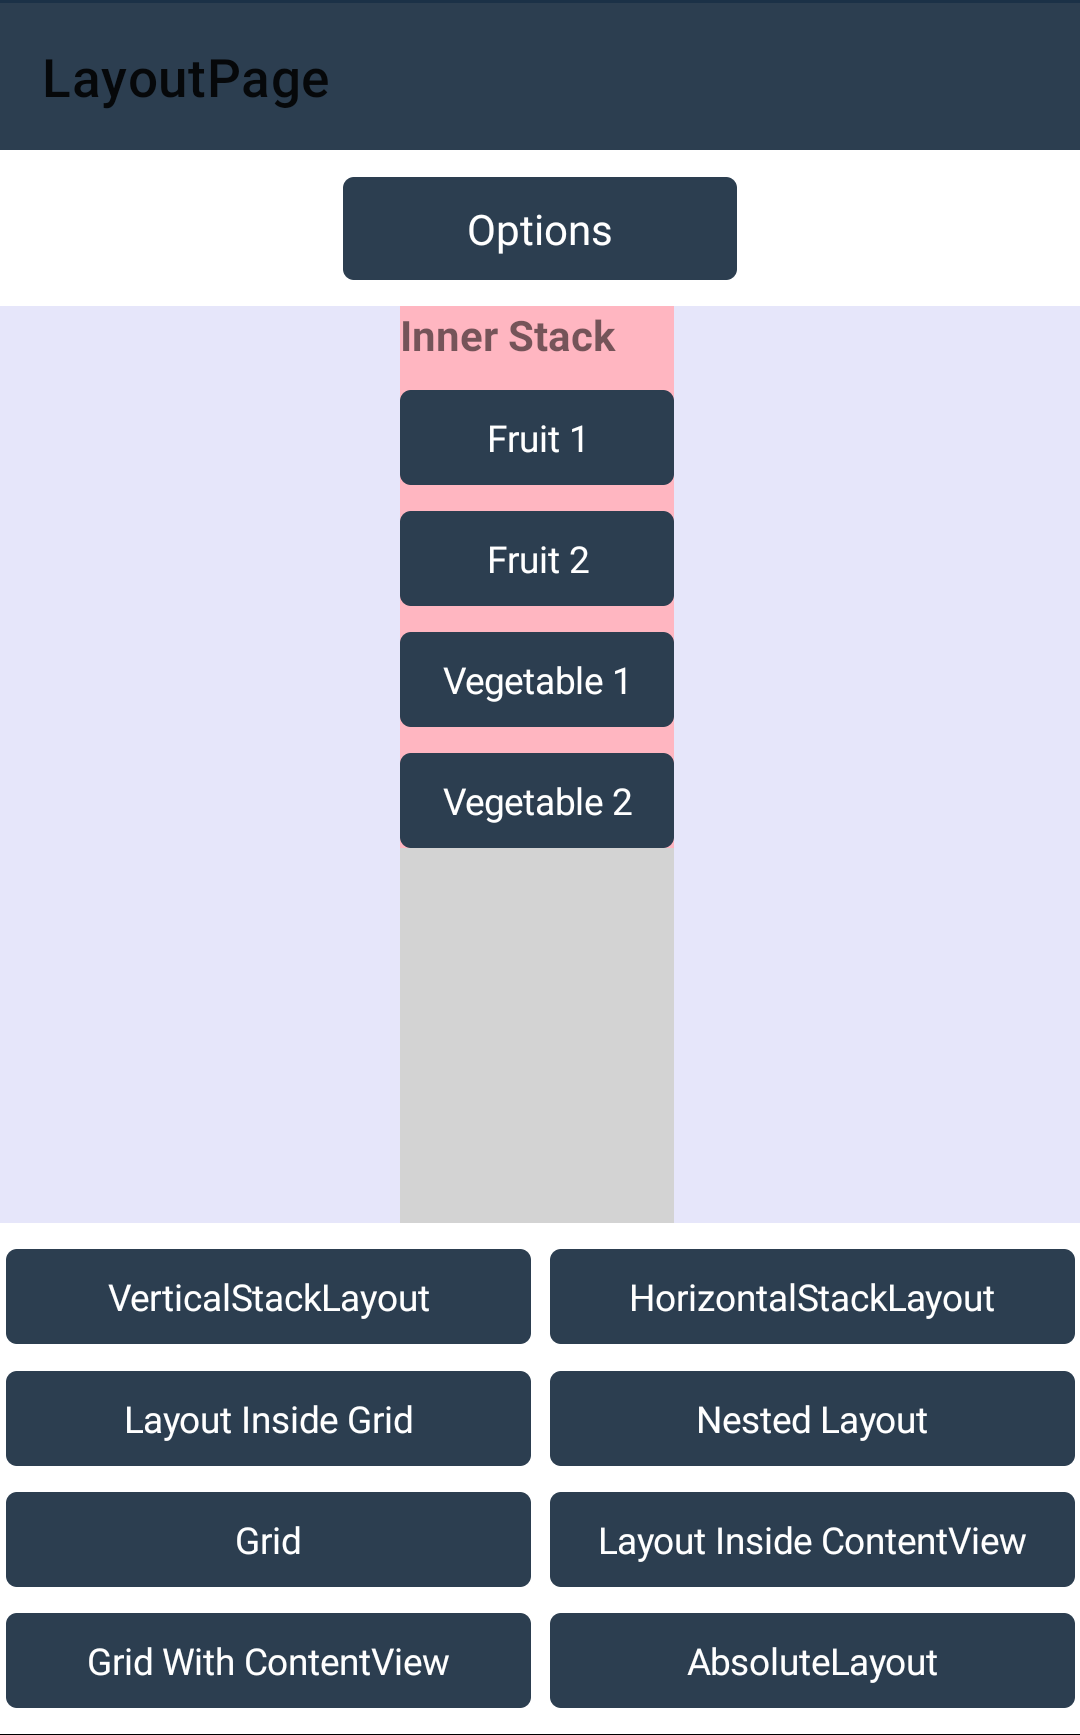 LayoutPage
Options
Inner Stack
Fruit 1
Fruit 2
Vegetable 1
Vegetable 2
VerticalStackLayout
HorizontalStackLayout
Layout Inside Grid
Nested Layout
Grid
Layout Inside ContentView
Grid With ContentView
AbsoluteLayout